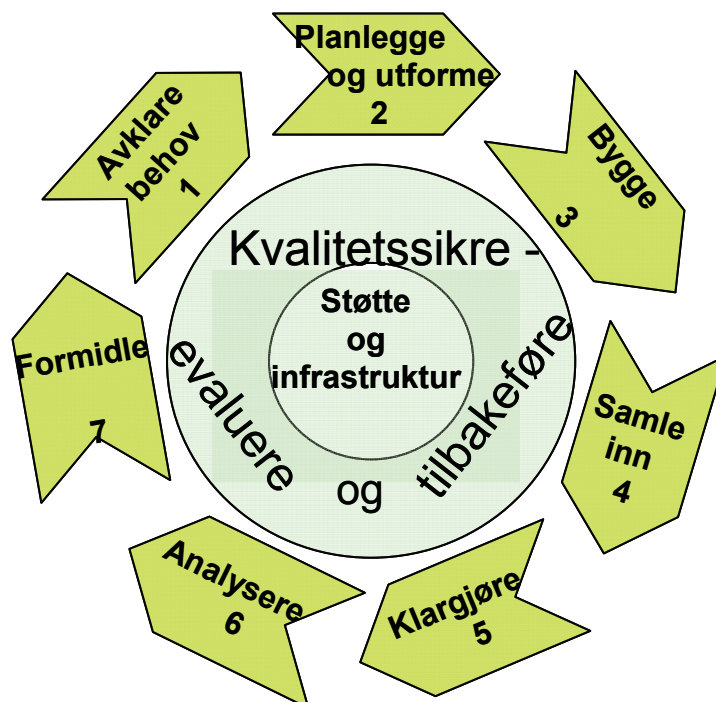 Avklare
behov
1
Planlegge
og utforme
2
Bygge
3
Samle
inn
4
Klargjøre
5
Analysere
6
Formidle
7
Kvalitetssikre -
evaluere
og
tilbakeføre
Støtte
og
infrastruktur